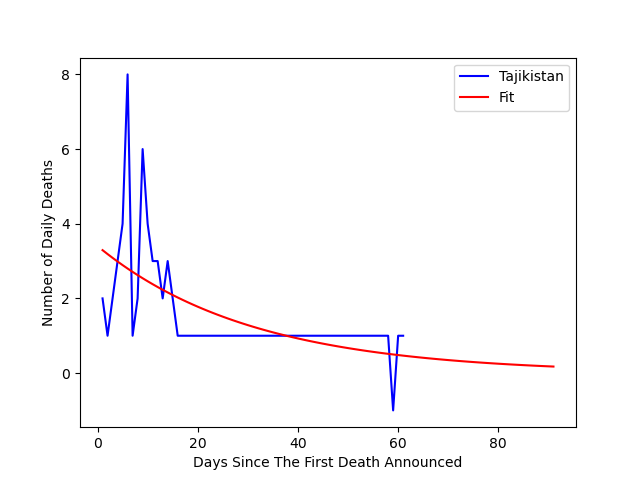 Tajikistan
Fit
Number of Daily Deaths
8
6
4
2
0
0 20 40 60 80
Days Since The First Death Announced